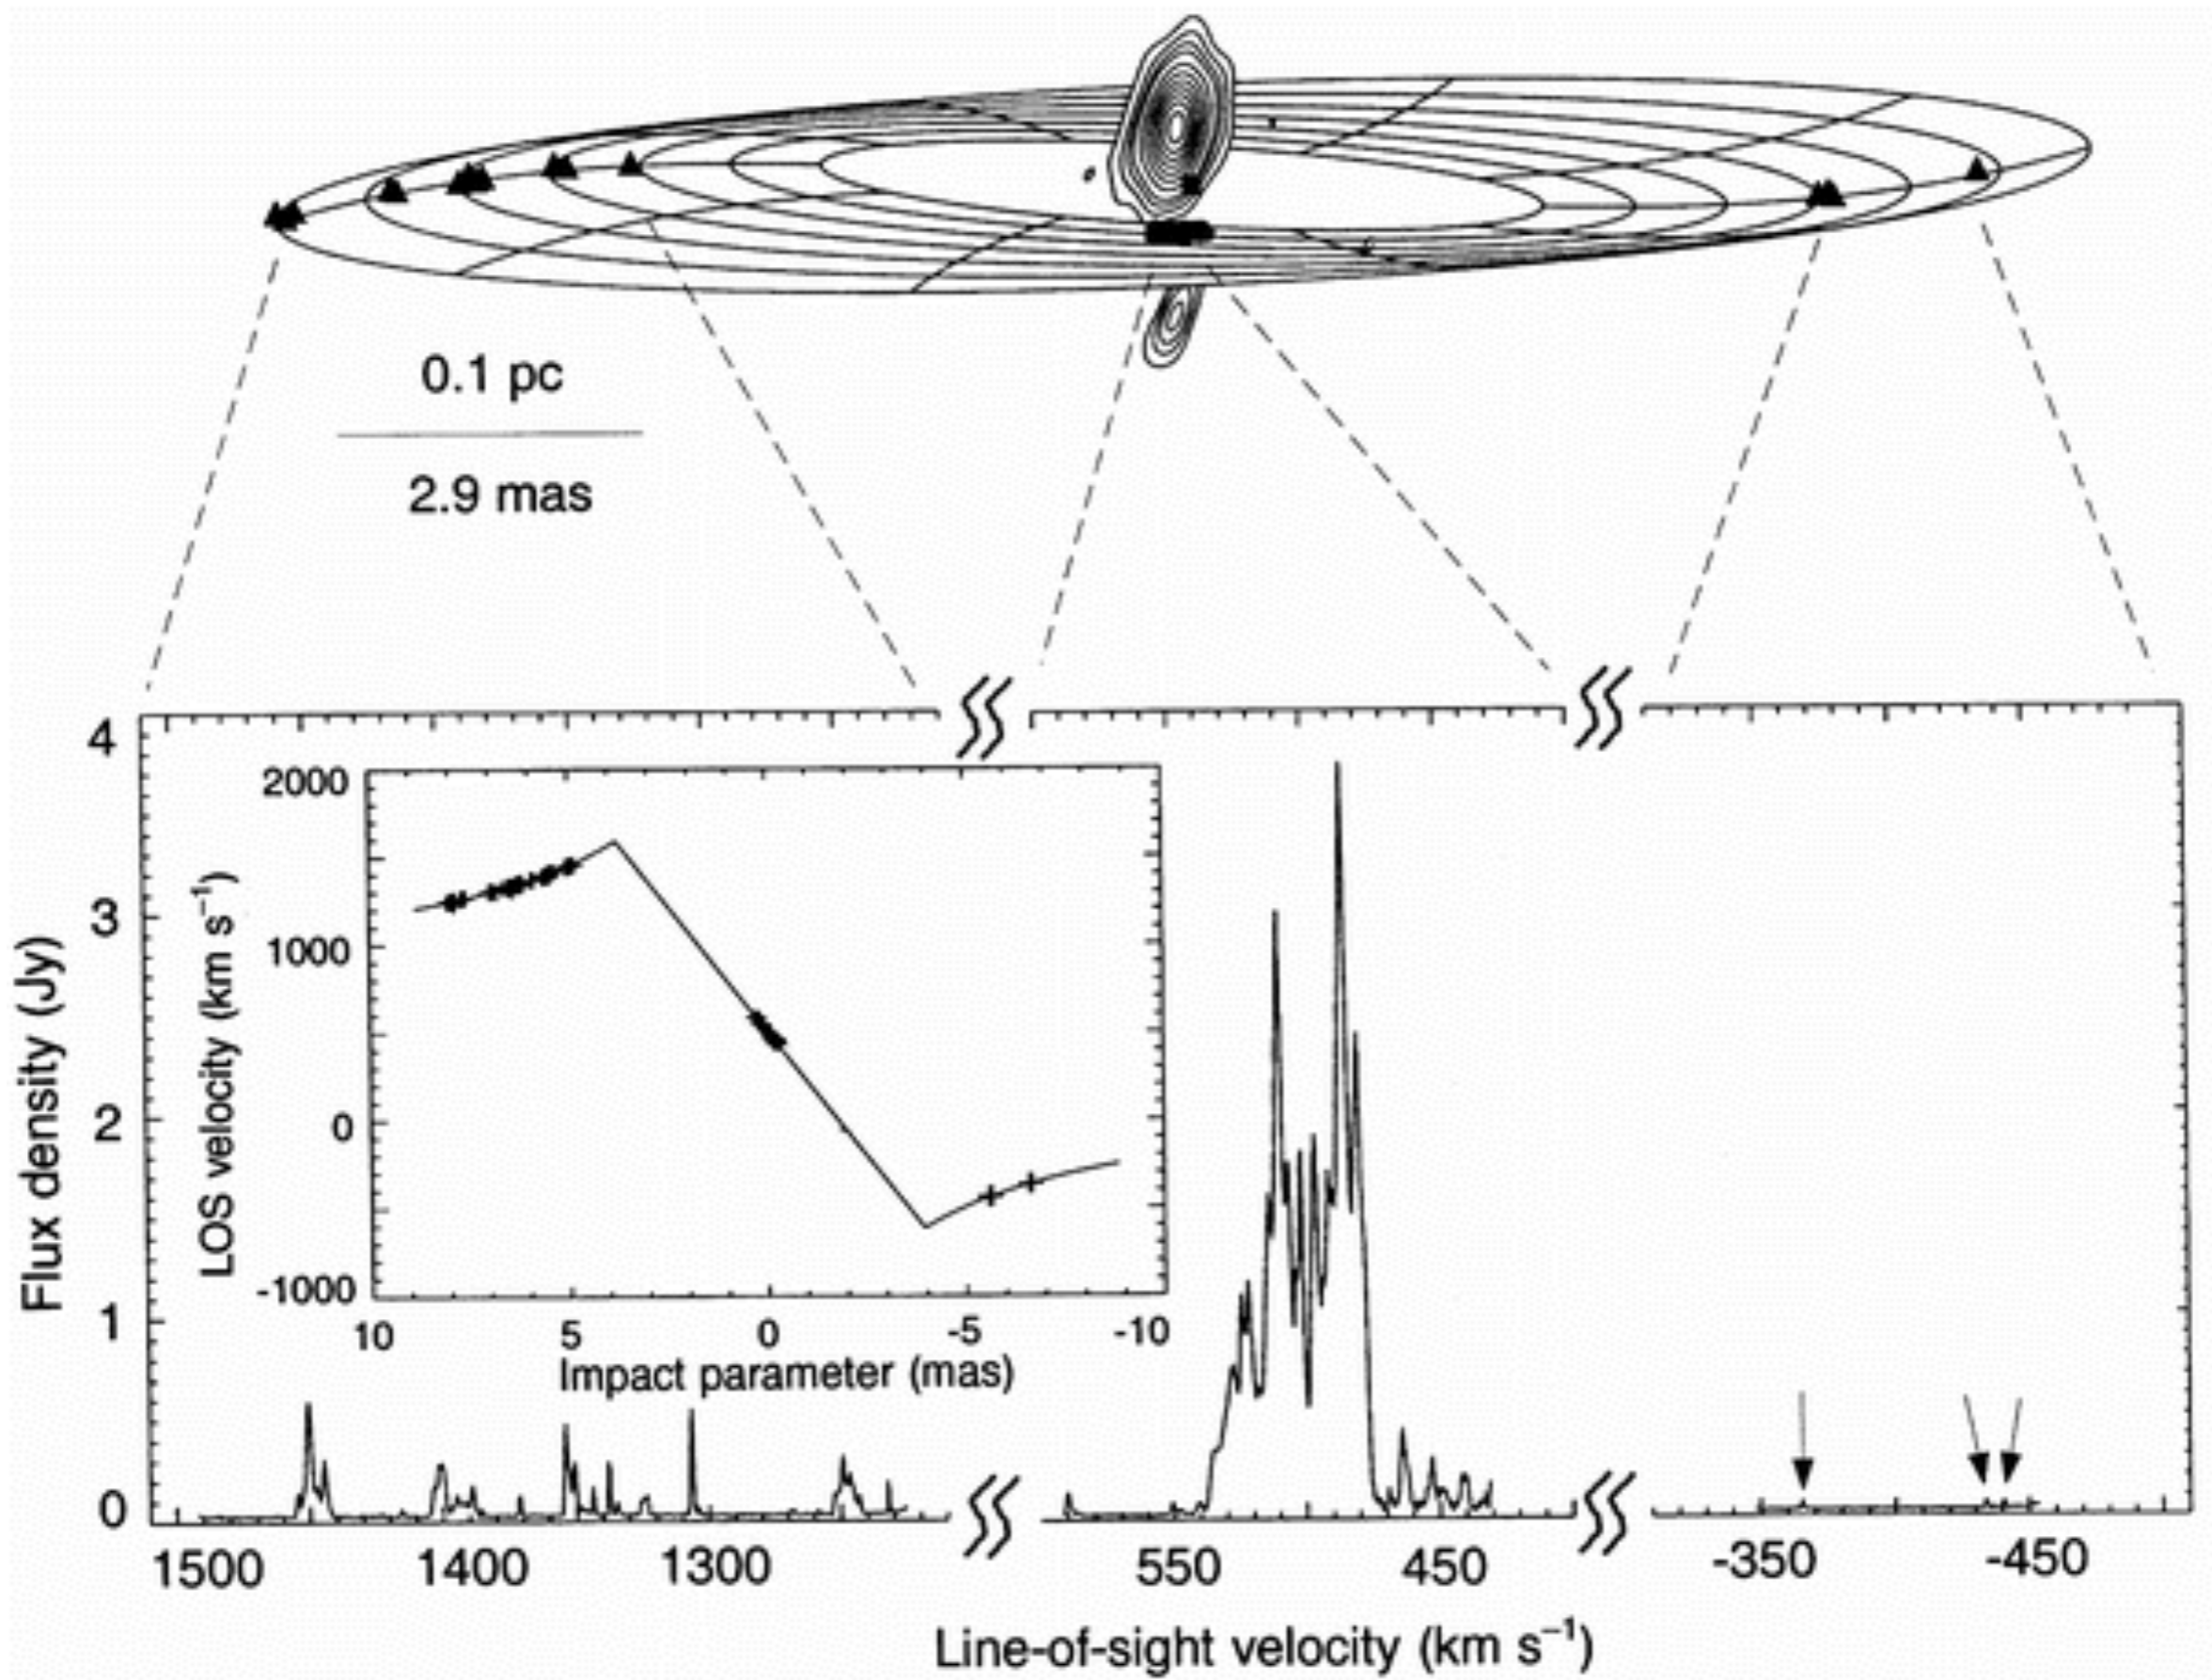 0.1 pc
2.9 mas
4
3
2
1
0
Flux density (Jy)
2000
1000
0
-1000
LOS velocity (km s⁻¹)
10 5 0 -5 -10
Impact parameter (mas)
1500 1400 1300 550 450 -350 -450
Line-of-sight velocity (km s⁻¹)